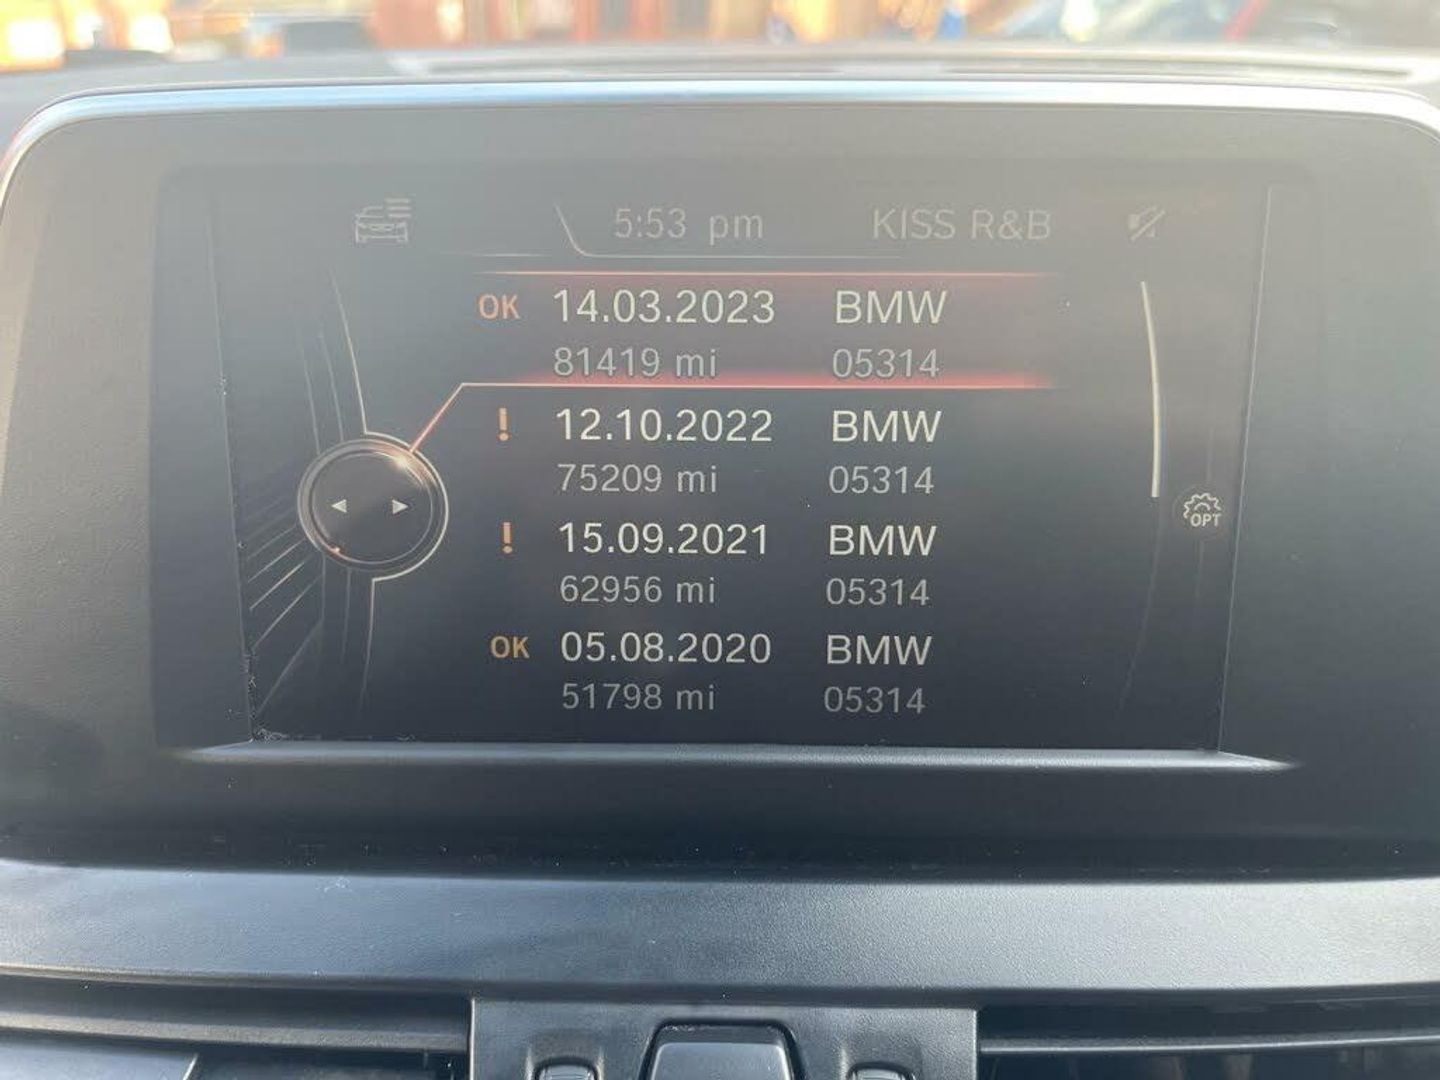 5:53 pm KISS R&B
OK 14.03.2023 BMW
81419 mi 05314
! 12.10.2022 BMW
75209 mi 05314
! 15.09.2021 BMW
62956 mi 05314
OPT
OK 05.08.2020 BMW
51798 mi 05314